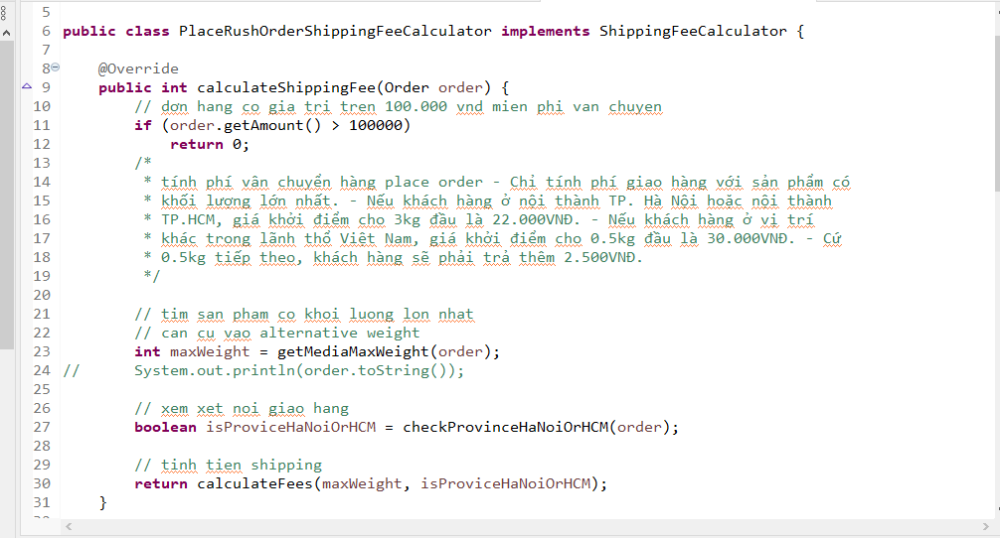 5
6 public class PlaceRushOrderShippingFeeCalculator implements ShippingFeeCalculator {
7
8 @Override
9 public int calculateShippingFee(Order order) {
10 // dơn hang co gia tri tren 100.000 vnd mien phi van chuyen
11 if (order.getAmount() > 100000)
12 return 0;
13 /*
14 * tính phí vân chuyển hàng place order - Chỉ tính phí giao hàng với sản phẩm có
15 * khối lượng lớn nhất. - Nếu khách hàng ở nội thành TP. Hà Nội hoặc nội thành
16 * TP.HCM, giá khởi điểm cho 3kg đầu là 22.000VNĐ. - Nếu khách hàng ở vị trí
17 * khác trong lãnh thổ Việt Nam, giá khởi điểm cho 0.5kg đầu là 30.000VNĐ. - Cứ
18 * 0.5kg tiếp theo, khách hàng sẽ phải trả thêm 2.500VNĐ.
19 */
20
21 // tim san pham co khoi luong lon nhat
22 // can cu vao alternative weight
23 int maxWeight = getMediaMaxWeight(order);
24 // System.out.println(order.toString());
25
26 // xem xet noi giao hang
27 boolean isProviceHaNoiOrHCM = checkProvinceHaNoiOrHCM(order);
28
29 // tinh tien shipping
30 return calculateFees(maxWeight, isProviceHaNoiOrHCM);
31 }